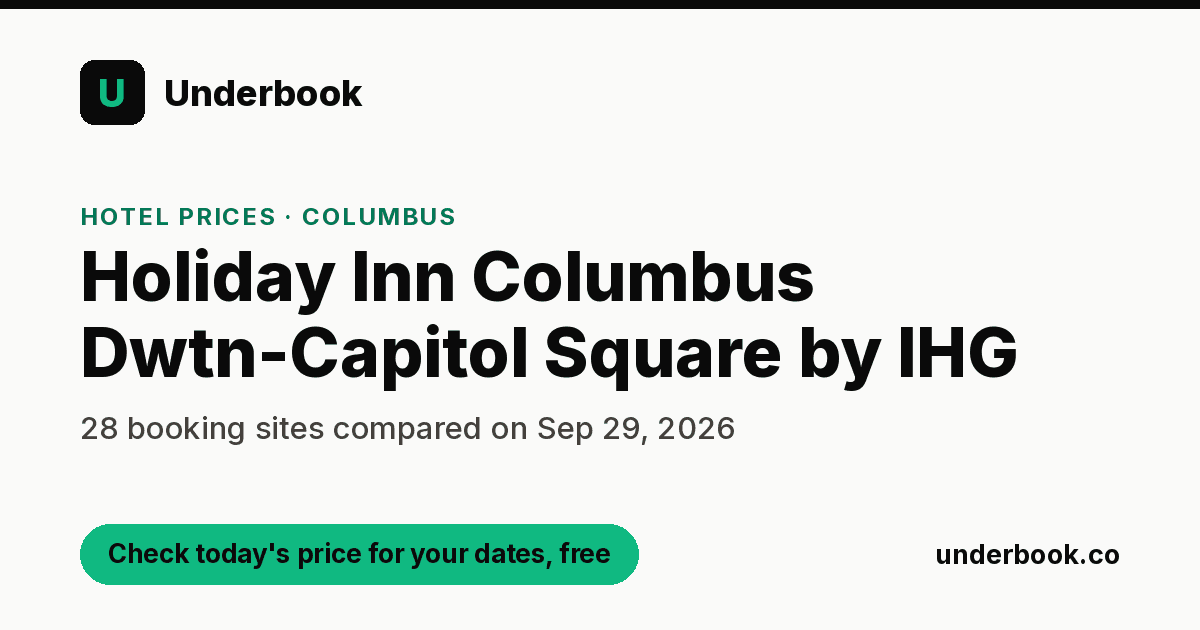 U Underbook
HOTEL PRICES · COLUMBUS
Holiday Inn Columbus
Dwtn-Capitol Square by IHG
28 booking sites compared on Sep 29, 2026
Check today's price for your dates, free
underbook.co